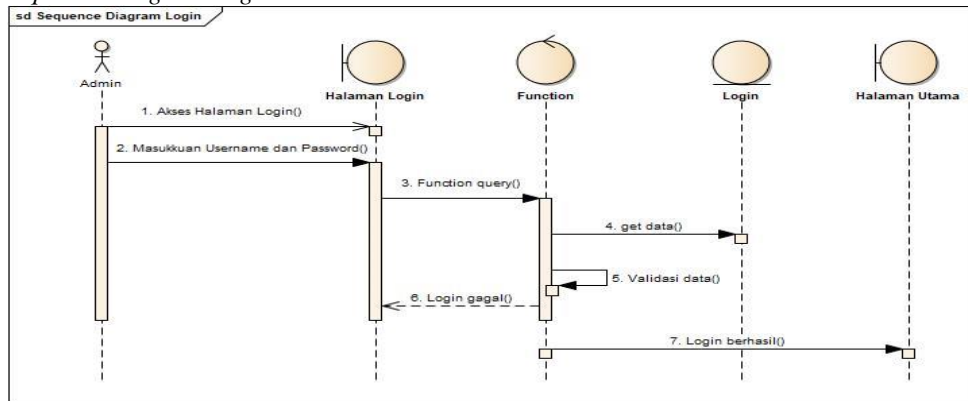 sd Sequence Diagram Login
Admin
Halaman Login
Function
Login
Halaman Utama
1. Akses Halaman Login()
2. Masukkuan Username dan Password()
3. Function query()
4. get data()
5. Validasi data()
6. Login gagal()
7. Login berhasil()